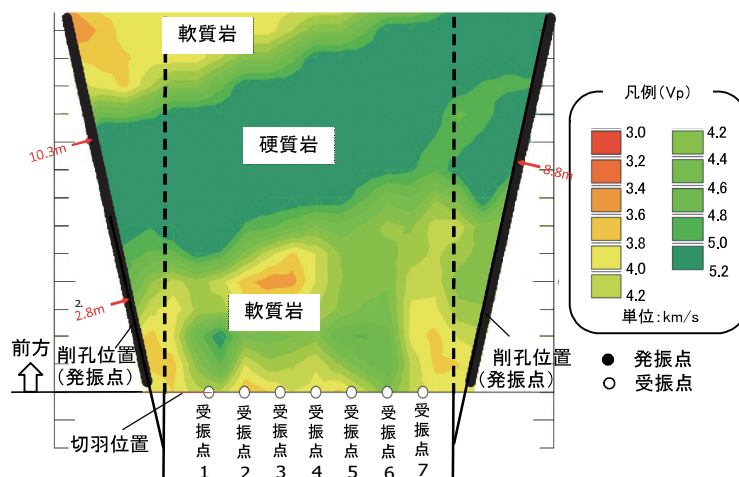 軟質岩
硬質岩
10.3m
8.8m
2.
2.8m
軟質岩
前方
削孔位置
(発振点)
削孔位置
(発振点)
切羽位置
受振点1
受振点2
受振点3
受振点4
受振点5
受振点6
受振点7
凡例(Vp)
3.0
3.2
3.4
3.6
3.8
4.0
4.2
4.2
4.4
4.6
4.8
5.0
5.2
単位:km/s
発振点
受振点